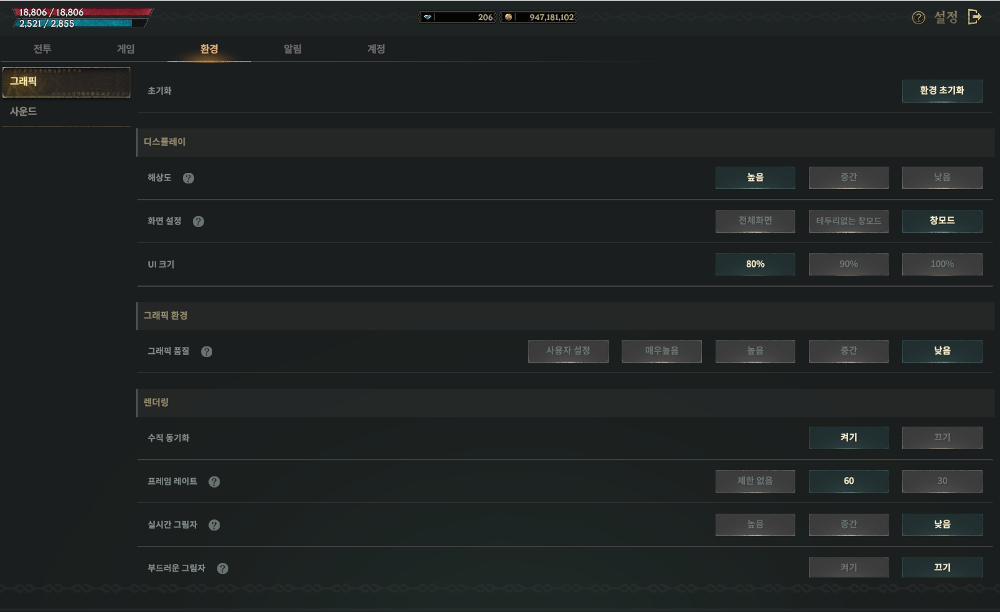 18,806 / 18,806
2,521 / 2,855
206
947,181,102
설정
전투 게임 환경 알림 계정
그래픽
사운드
초기화 환경 초기화
디스플레이
해상도 ? 높음 중간 낮음
화면 설정 ? 전체화면 테두리없는 창모드 창모드
UI 크기 80% 90% 100%
그래픽 환경
그래픽 품질 ? 사용자 설정 매우높음 높음 중간 낮음
렌더링
수직 동기화 켜기 끄기
프레임 레이트 ? 제한 없음 60 30
실시간 그림자 ? 높음 중간 낮음
부드러운 그림자 ? 켜기 끄기